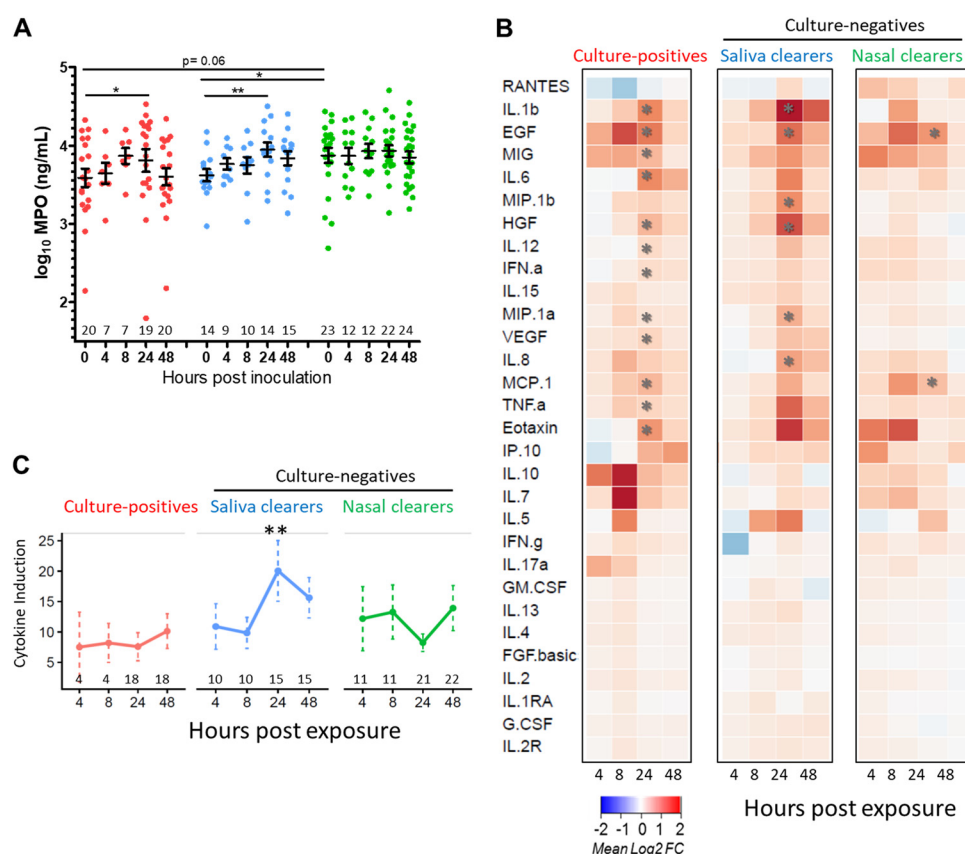 A
p= 0.06
*
*
**
5
4
3
2
log10 MPO (ng/mL)
20 7 7 19 20 14 9 10 14 15 23 12 12 22 24
0 4 8 24 48 0 4 8 24 48 0 4 8 24 48
Hours post inoculation
B
Culture-negatives
Culture-positives Saliva clearers Nasal clearers
RANTES
IL.1b * *
EGF * * *
MIG *
IL.6 *
MIP.1b *
HGF * *
IL.12 *
IFN.a *
IL.15
MIP.1a * *
VEGF *
IL.8 *
MCP.1 * *
TNF.a *
Eotaxin *
IP.10
IL.10
IL.7
IL.5
IFN.g
IL.17a
GM.CSF
IL.13
IL.4
FGF.basic
IL.2
IL.1RA
G.CSF
IL.2R
4 8 24 48 4 8 24 48 4 8 24 48
Hours post exposure
-2 -1 0 1 2
Mean Log2 FC
C
Culture-negatives
Culture-positives Saliva clearers Nasal clearers
**
25
20
15
10
5
Cytokine Induction
4 4 18 18 10 10 15 15 11 11 21 22
4 8 24 48 4 8 24 48 4 8 24 48
Hours post exposure